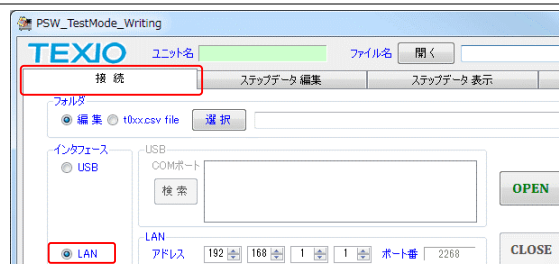 PSW_TestMode_Writing
TEXIO ユニット名 ファイル名 開く
接続 ステップデータ 編集 ステップデータ 表示
フォルダ
編集 t0xx.csv file 選択
インタフェース USB
USB COMポート
検索
OPEN
LAN
LAN アドレス 192 168 1 1 ポート番 2268 CLOSE